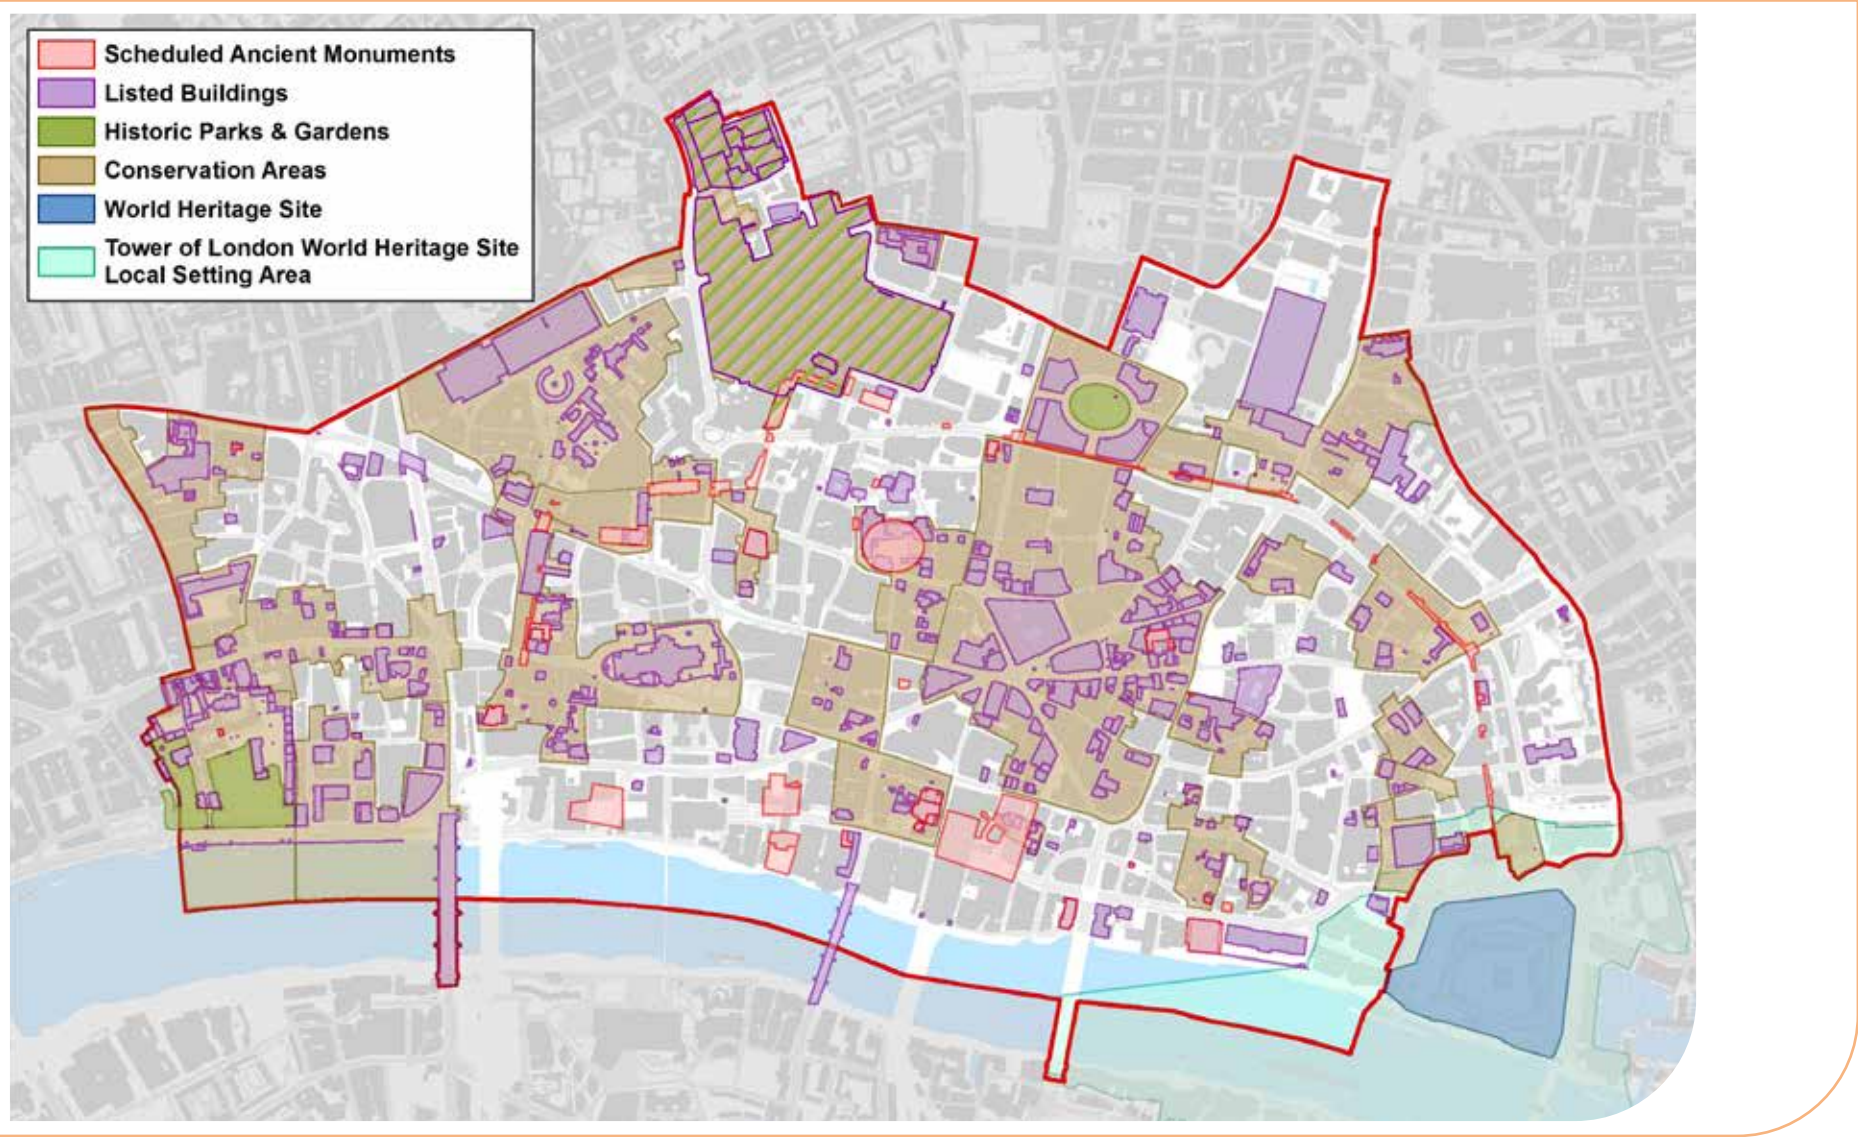 Scheduled Ancient Monuments
Listed Buildings
Historic Parks & Gardens
Conservation Areas
World Heritage Site
Tower of London World Heritage Site
Local Setting Area